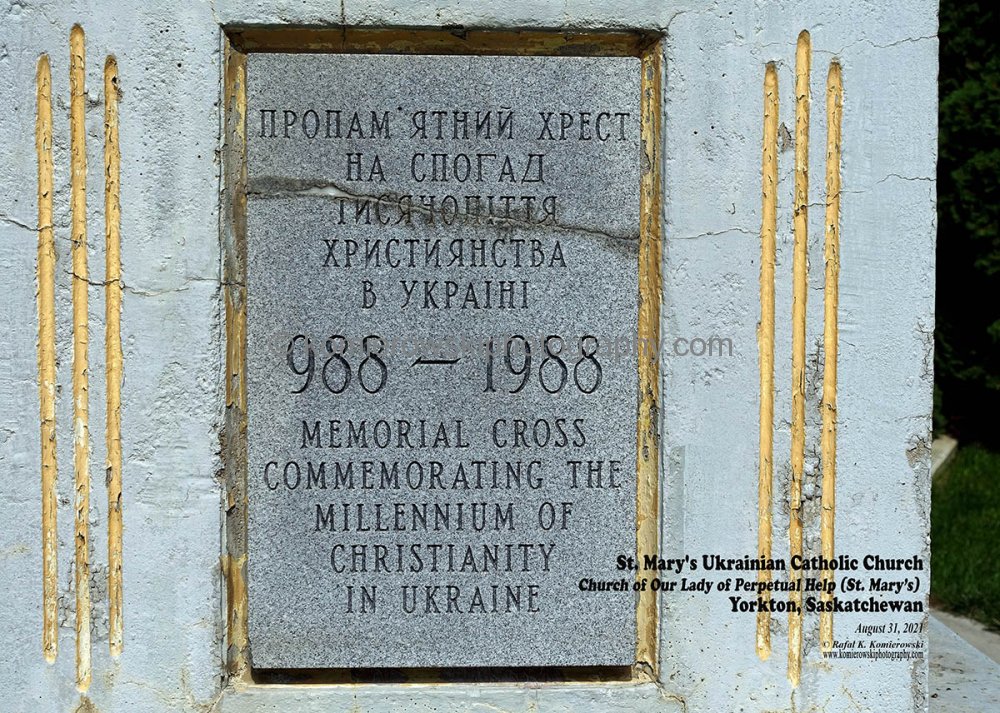 ПРОПАМ'ЯТНИЙ ХРЕСТ
НА СПОГАД
ТИСЯЧОЛІТТЯ
ХРИСТИЯНСТВА
В УКРАЇНІ
988 – 1988
MEMORIAL CROSS
COMMEMORATING THE
MILLENNIUM OF
CHRISTIANITY
IN UKRAINE
St. Mary's Ukrainian Catholic Church
Church of Our Lady of Perpetual Help (St. Mary's)
Yorkton, Saskatchewan
August 31, 2021
© Rafal K. Komierowski
www.komierowskiphotography.com